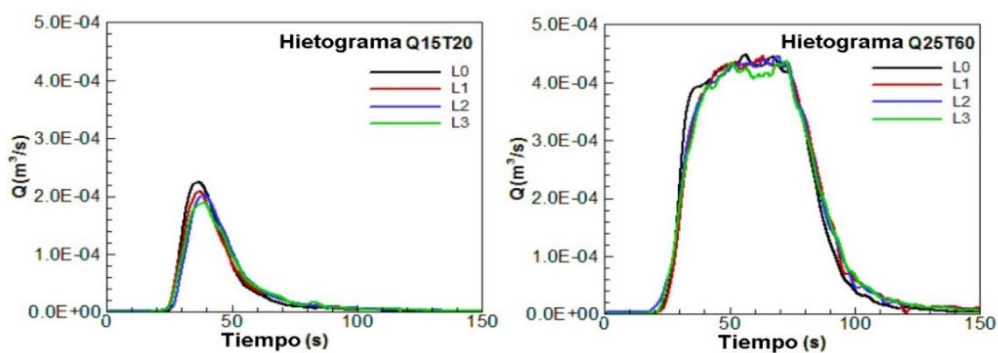 5.0E-04
Hietograma Q15T20
L0
4.0E-04
L1
L2
L3
3.0E-04
Q(m³/s)
2.0E-04
1.0E-04
0.0E+00
0
50
100
150
Tiempo (s)
5.0E-04
Hietograma Q25T60
L0
4.0E-04
L1
L2
L3
3.0E-04
Q(m³/s)
2.0E-04
1.0E-04
0.0E+00
0
50
100
150
Tiempo (s)